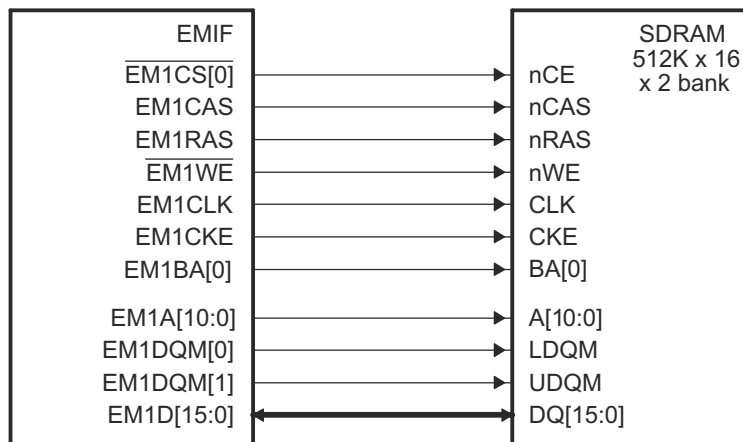 EMIF
EM1CS[0]
EM1CAS
EM1RAS
EM1WE
EM1CLK
EM1CKE
EM1BA[0]
EM1A[10:0]
EM1DQM[0]
EM1DQM[1]
EM1D[15:0]
SDRAM
512K x 16
x 2 bank
nCE
nCAS
nRAS
nWE
CLK
CKE
BA[0]
A[10:0]
LDQM
UDQM
DQ[15:0]